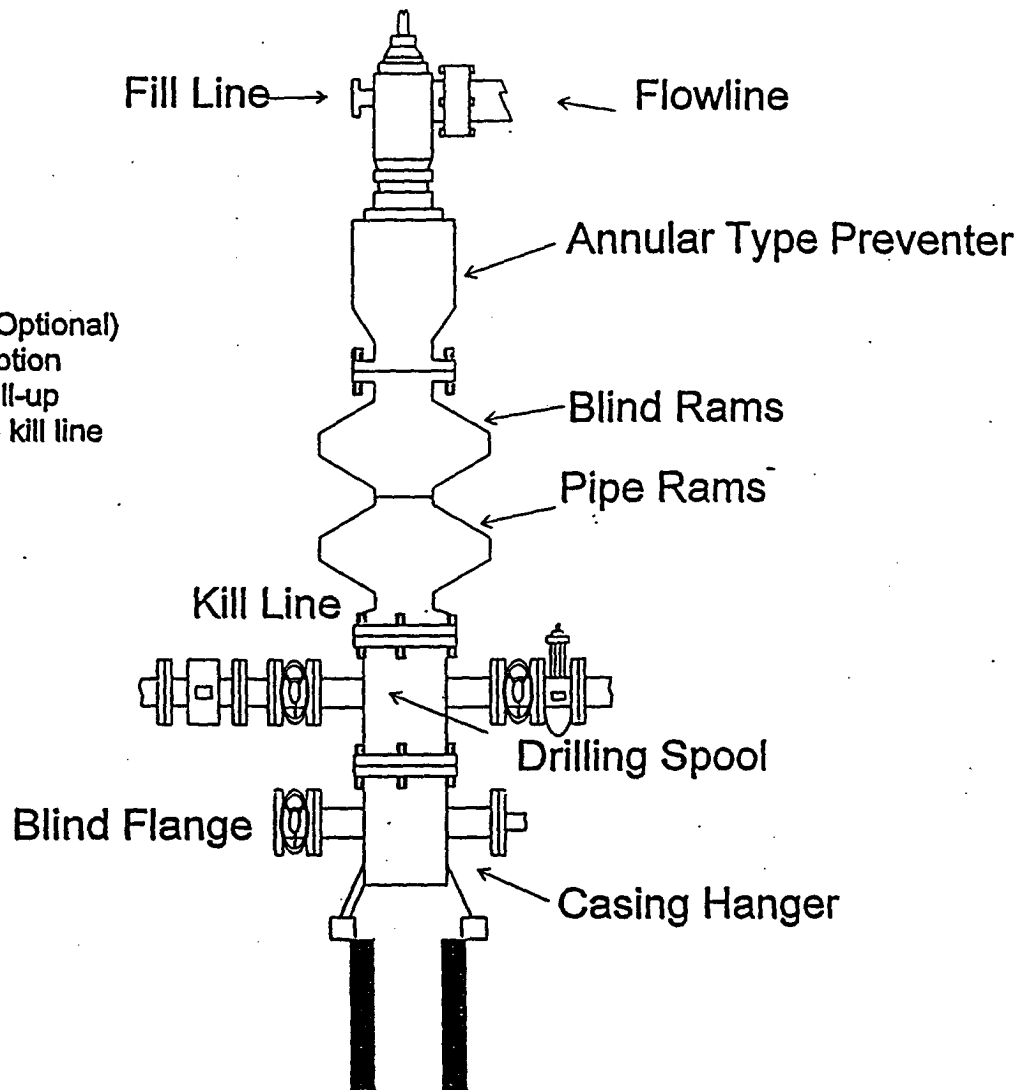 Fill Line
Flowline
Annular Type Preventer
Optional)
ll-up
kill line
Blind Rams
Pipe Rams
Kill Line
Drilling Spool
Blind Flange
Casing Hanger